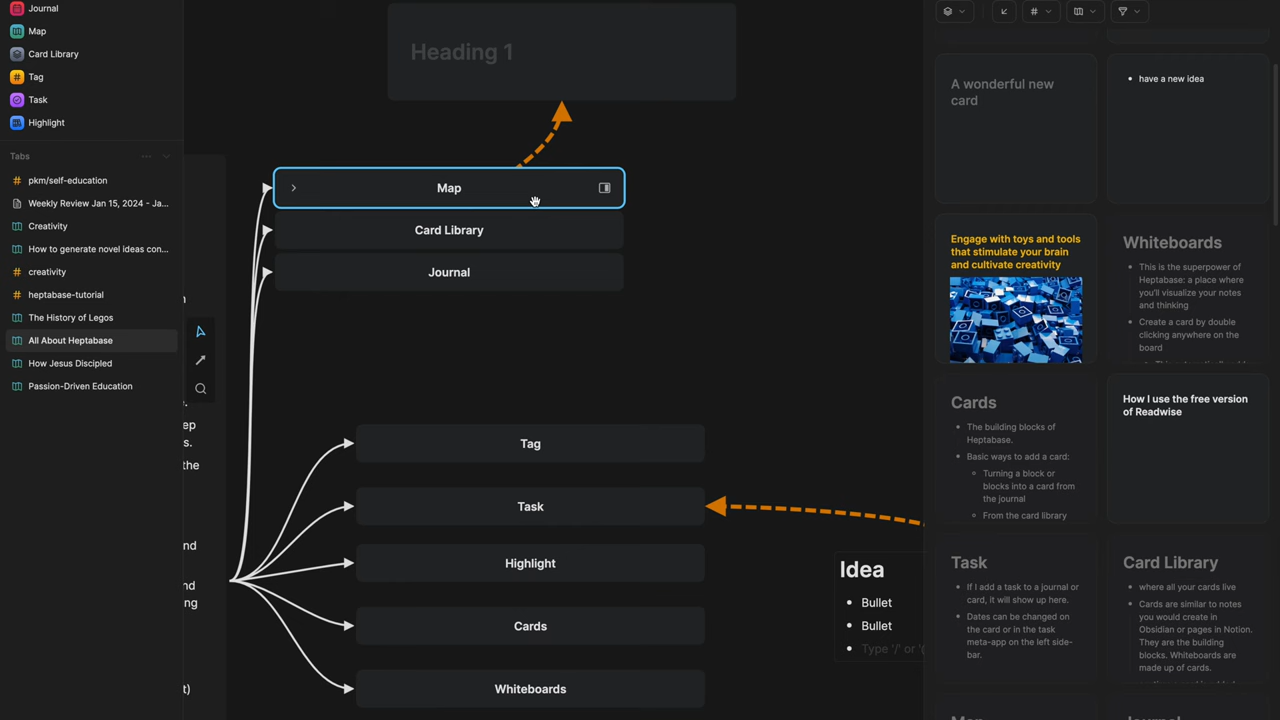 Journal
Map
Card Library
Tag
Task
Highlight
Tabs
pkm/self-education
Weekly Review Jan 15, 2024 - Ja...
Creativity
How to generate novel ideas con...
creativity
heptabase-tutorial
The History of Legos
All About Heptabase
How Jesus Discipled
Passion-Driven Education
the
Heading 1
Map
Card Library
Journal
Tag
Task
Highlight
Cards
Whiteboards
Idea
Bullet
Bullet
Type '/' or
A wonderful new
card
have a new idea
Engage with toys and tools
that stimulate your brain
and cultivate creativity
Whiteboards
This is the superpower of
Heptabase: a place where
you'll visualize your notes
and thinking
Create a card by double
clicking anywhere on the
board
Cards
The building blocks of
Heptabase.
Basic ways to add a card:
Turning a block or
blocks into a card from
the journal
From the card library
How I use the free version
of Readwise
Task
If I add a task to a journal or
card, it will show up here.
Dates can be changed on
the card or in the task
meta-app on the left side-
bar.
Card Library
where all your cards live
Cards are similar to notes
you would create in
Obsidian or pages in Notion.
They are the building
blocks. Whiteboards are
made up of cards.